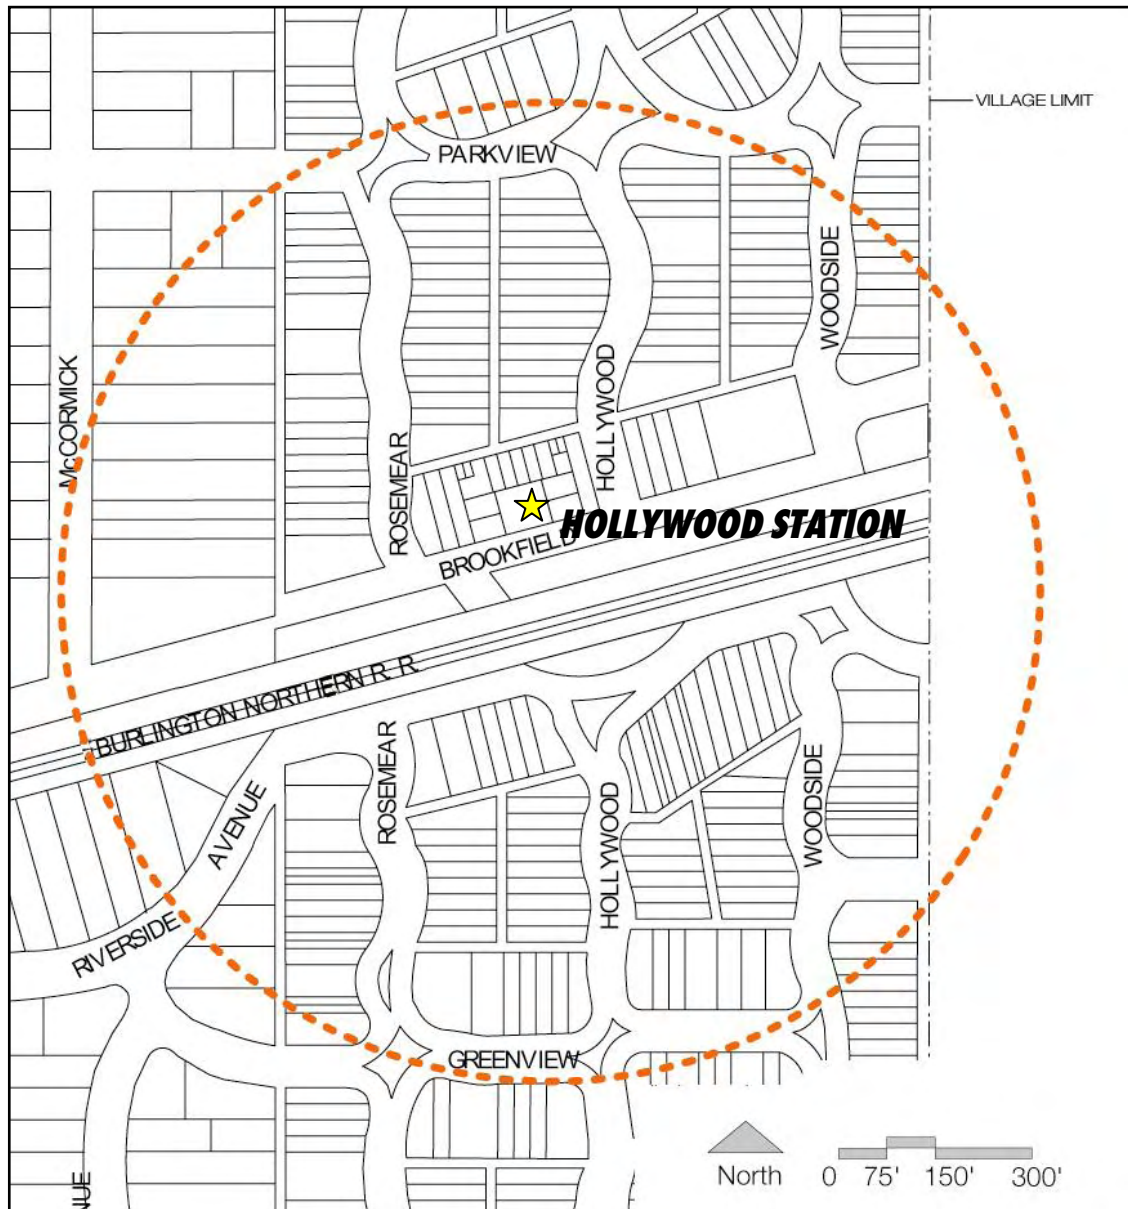 VILLAGE LIMIT
PARKVIEW
WOODSIDE
McCORMICK
HOLLYWOOD
ROSEMEAR
HOLLYWOOD STATION
BROOKFIELD
BURLINGTON NORTHERN R. R.
ROSEMEAR
WOODSIDE
HOLLYWOOD
AVENUE
RIVERSIDE
GREENVIEW
North
0 75' 150' 300'